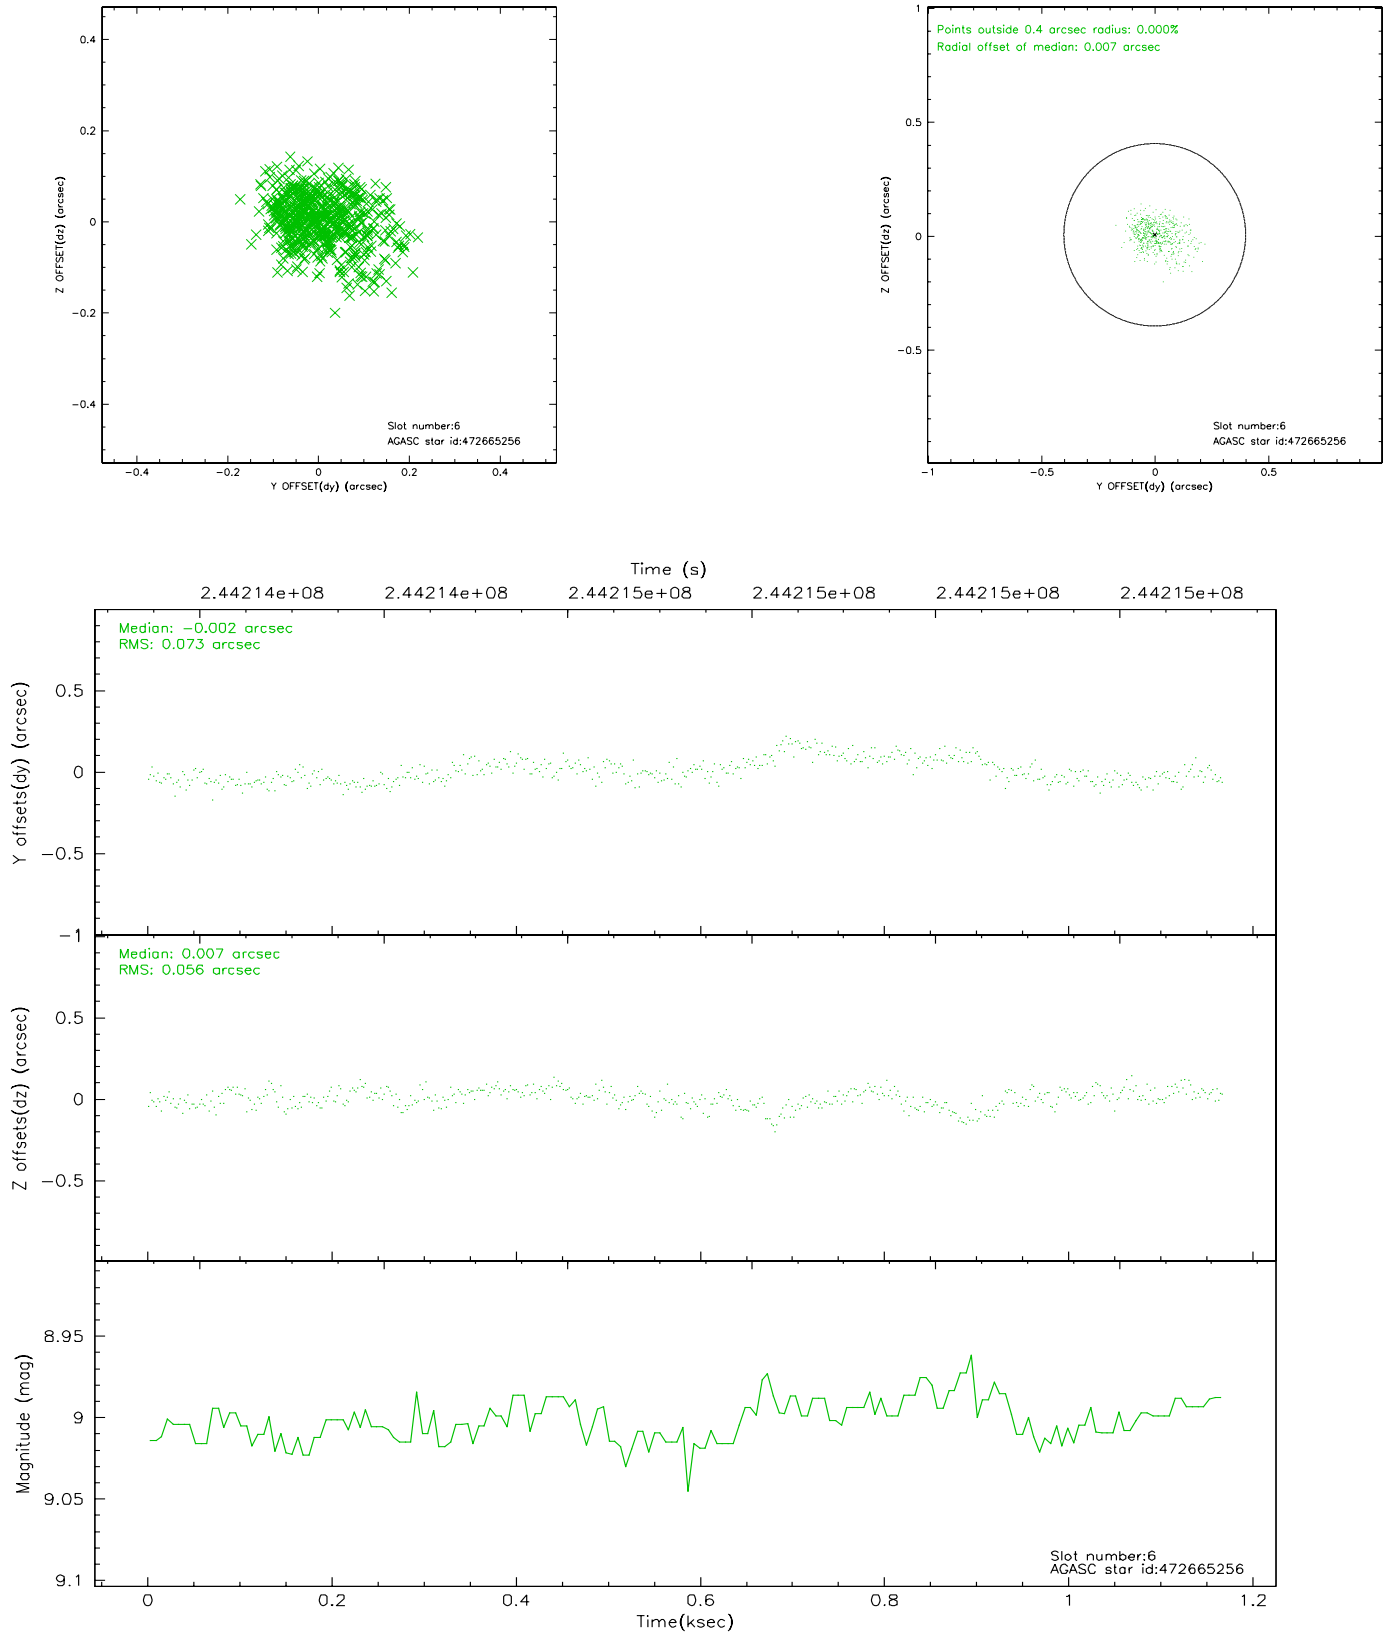 0.4
0.2
0
−0.2
−0.4
Z OFFSET(dz) (arcsec)
Slot number:6
AGASC star id:472665256
−0.4 −0.2 0 0.2 0.4
Y OFFSET(dy) (arcsec)
Points outside 0.4 arcsec radius: 0.000%
Radial offset of median: 0.007 arcsec
1
0.5
0
−0.5
Z OFFSET(dz) (arcsec)
Slot number:6
AGASC star id:472665256
−1 −0.5 0 0.5
Y OFFSET(dy) (arcsec)
Time (s)
2.44214e+08 2.44214e+08 2.44215e+08 2.44215e+08 2.44215e+08 2.44215e+08
Median: −0.002 arcsec
RMS: 0.073 arcsec
0.5
0
−0.5
−1
Y offsets(dy) (arcsec)
Median: 0.007 arcsec
RMS: 0.056 arcsec
0.5
0
−0.5
Z offsets(dz) (arcsec)
8.95
9
9.05
9.1
Magnitude (mag)
Slot number:6
AGASC star id:472665256
0 0.2 0.4 0.6 0.8 1 1.2
Time(ksec)